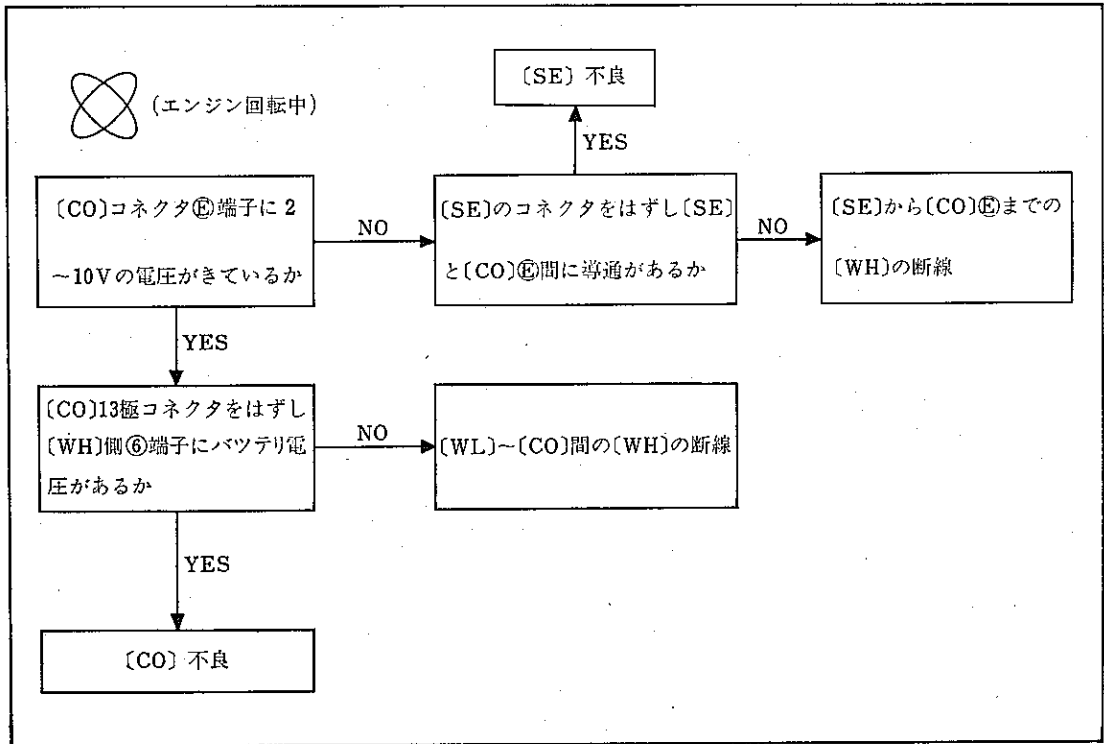 (エンジン回転中)
〔SE〕不良
YES
〔CO〕コネクタⒺ端子に2
～10Vの電圧がきているか
NO
〔SE〕のコネクタをはずし〔SE〕
と〔CO〕Ⓔ間に導通があるか
NO
〔SE〕から〔CO〕Ⓔまでの
〔WH〕の断線
YES
〔CO〕13極コネクタをはずし
〔WH〕側⑥端子にバツテリ電
圧があるか
NO
〔WL〕～〔CO〕間の〔WH〕の断線
YES
〔CO〕不良